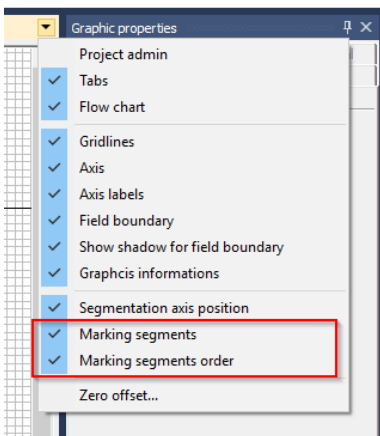 Graphic properties
Project admin
Tabs
Flow chart
Gridlines
Axis
Axis labels
Field boundary
Show shadow for field boundary
Graphcis informations
Segmentation axis position
Marking segments
Marking segments order
Zero offset...